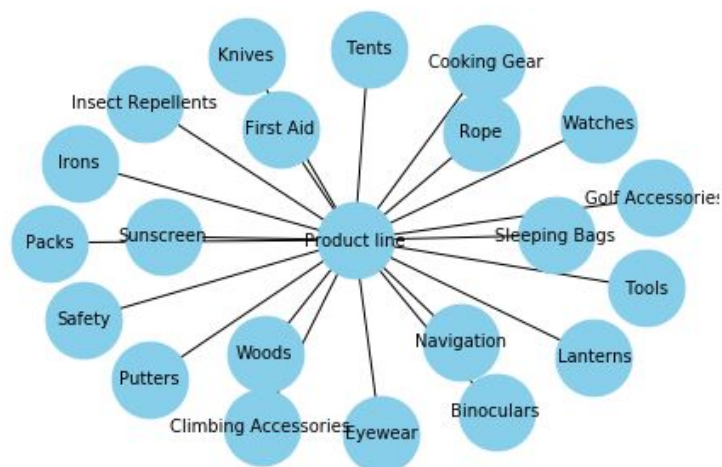 Knives
Tents
Cooking Gear
Insect Repellents
First Aid
Rope
Watches
Irons
Golf Accessories
Packs
Sunscreen
Product line
Sleeping Bags
Tools
Safety
Woods
Navigation
Lanterns
Putters
Binoculars
Climbing Accessories
Eyewear